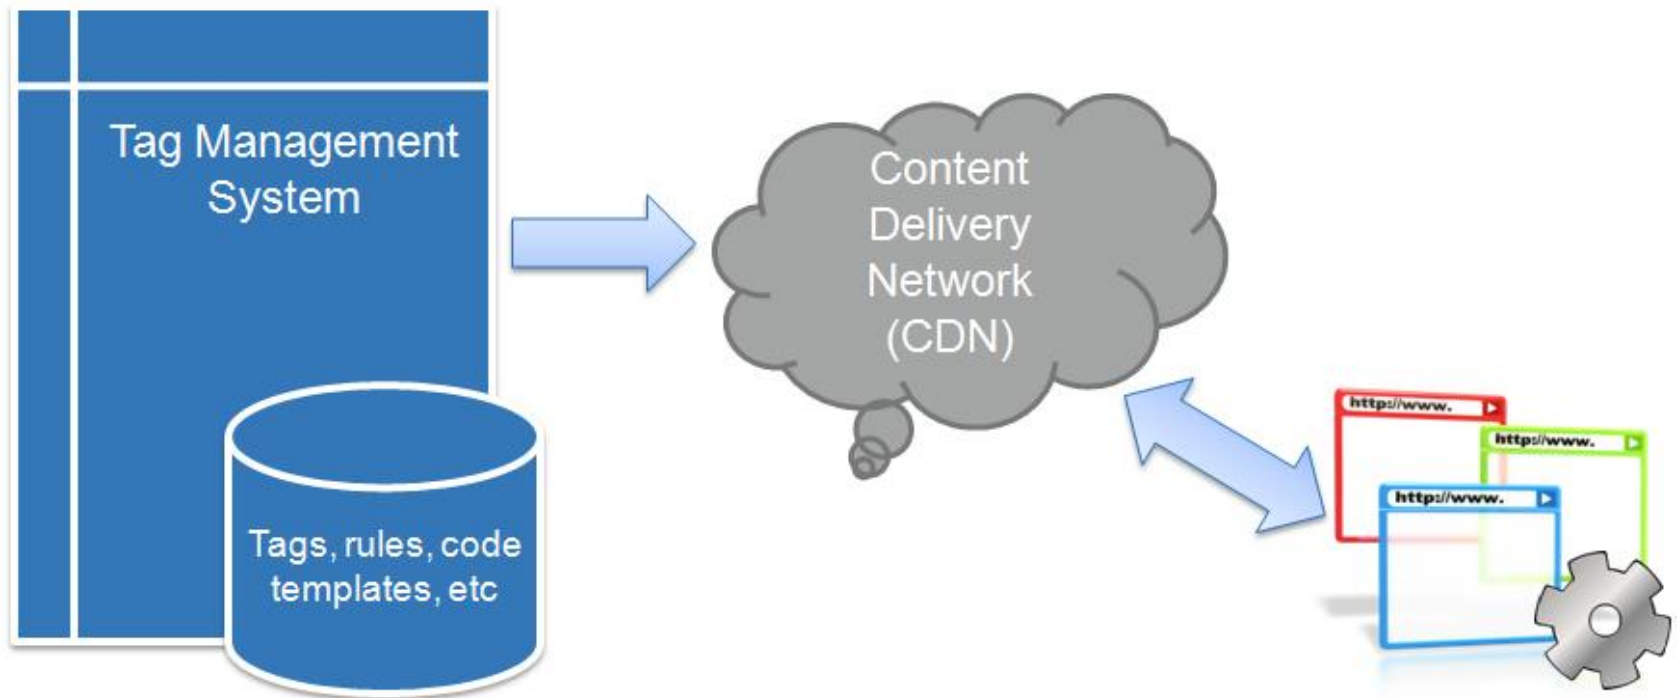 Tag Management
System
Content
Delivery
Network
(CDN)
Tags, rules, code
templates, etc
http://www.
http://www.
http://www.